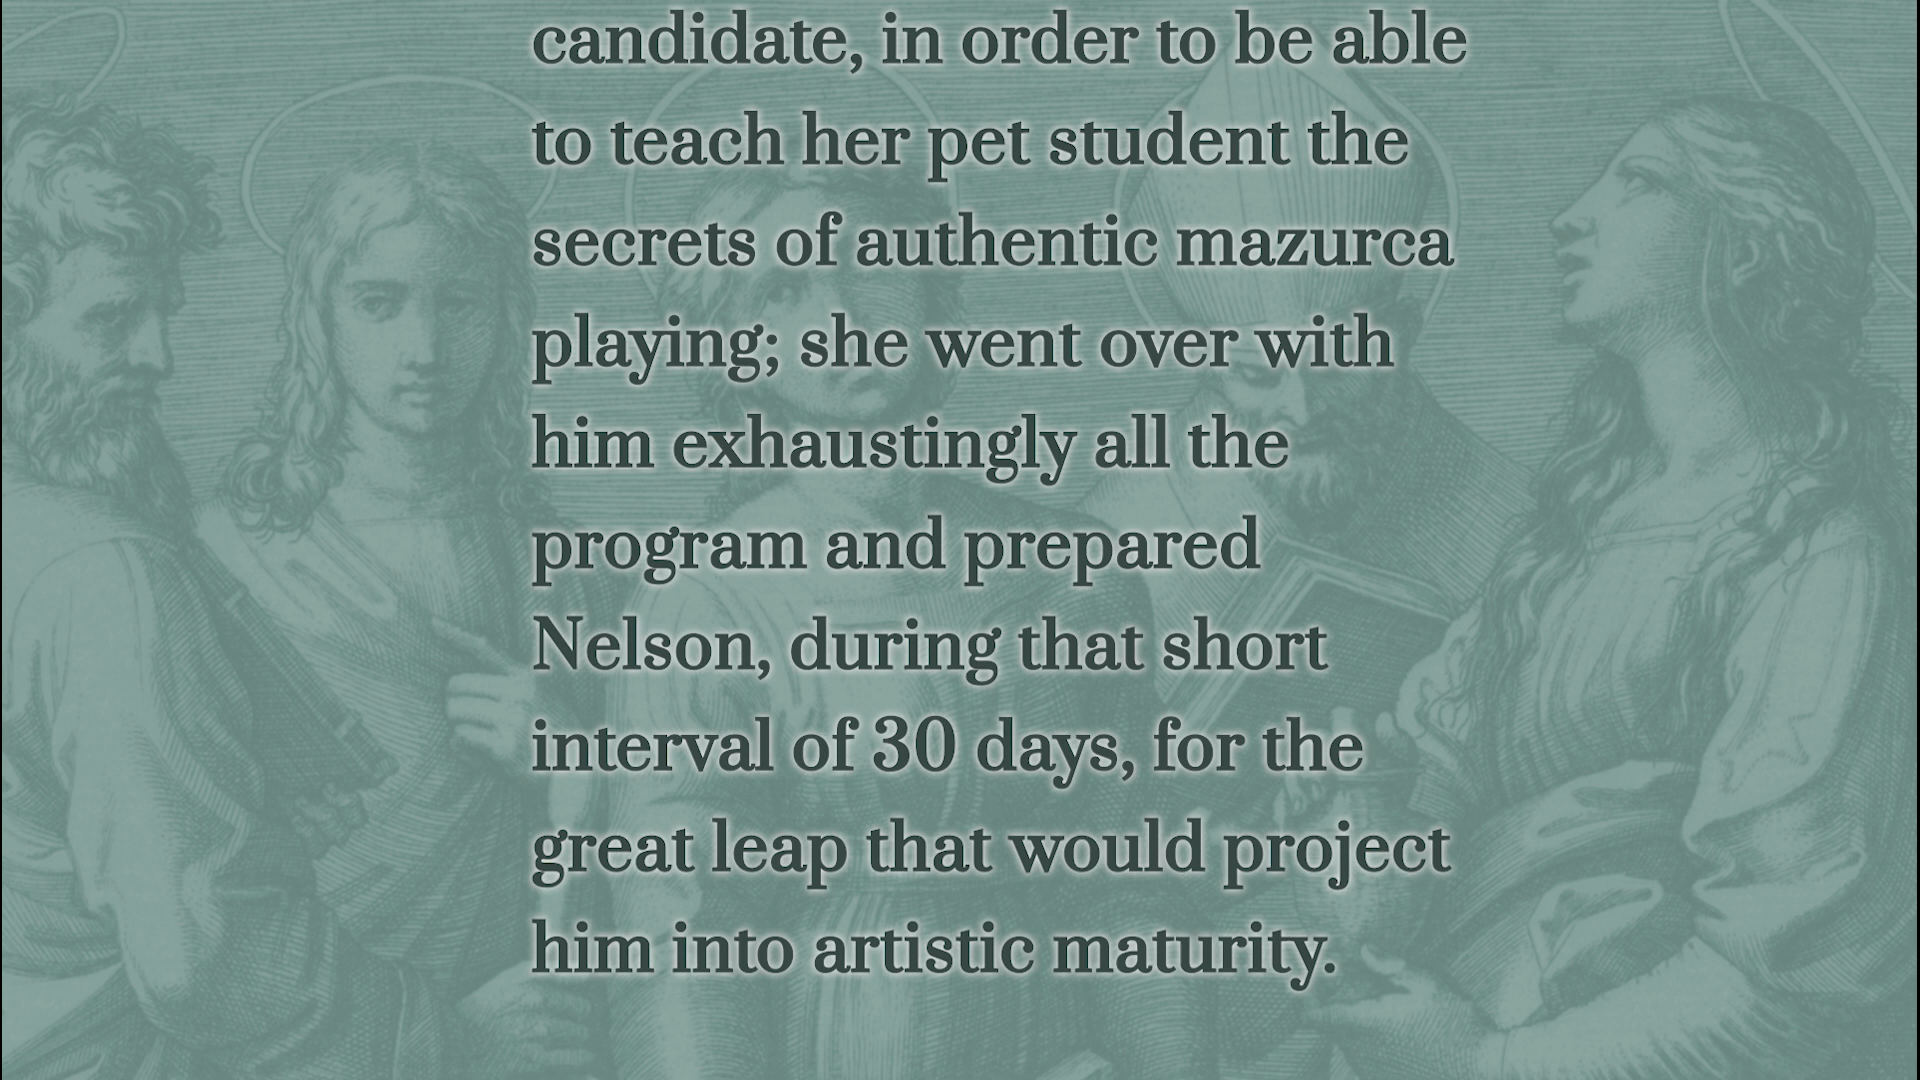 candidate, in order to be able
to teach her pet student the
secrets of authentic mazurca
playing; she went over with
him exhaustingly all the
program and prepared
Nelson, during that short
interval of 30 days, for the
great leap that would project
him into artistic maturity.